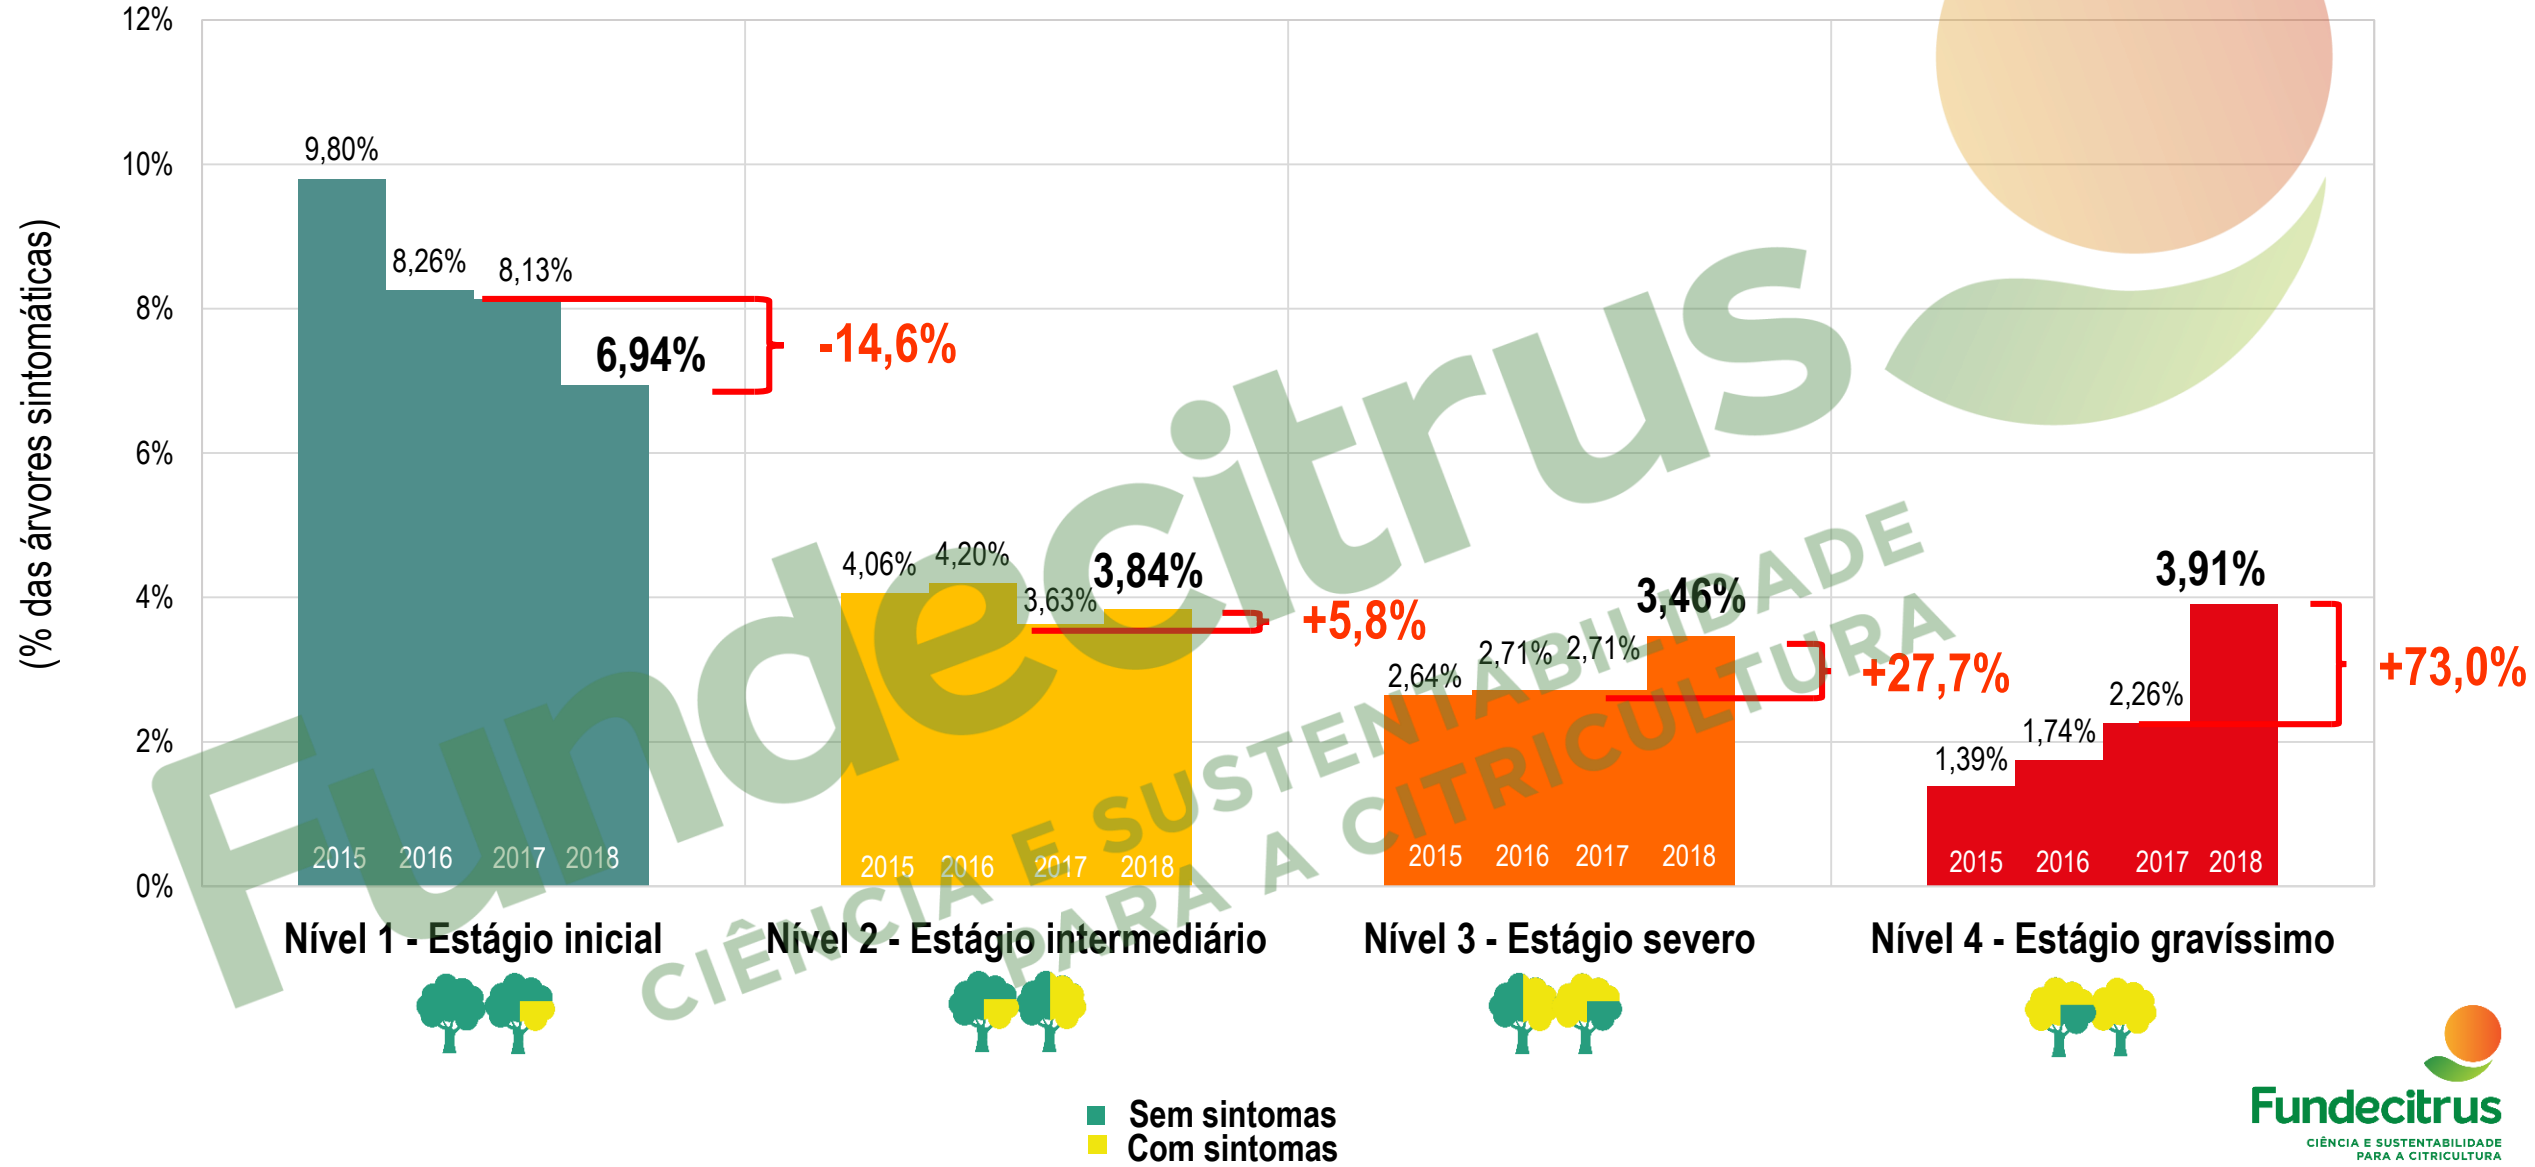 12%
10%
8%
6%
4%
2%
0%
(% das árvores sintomáticas)
9,80%
8,26%
8,13%
6,94%
-14,6%
2015 2016 2017 2018
4,06%
4,20%
3,63%
3,84%
+5,8%
2015 2016 2017 2018
2,64%
2,71%
2,71%
3,46%
+27,7%
2015 2016 2017 2018
1,39%
1,74%
2,26%
3,91%
+73,0%
2015 2016 2017 2018
Nível 1 - Estágio inicial
Nível 2 - Estágio intermediário
Nível 3 - Estágio severo
Nível 4 - Estágio gravíssimo
Sem sintomas
Com sintomas
Fundecitrus
CIÊNCIA E SUSTENTABILIDADE
PARA A CITRICULTURA
Fundecitrus
CIÊNCIA E SUSTENTABILIDADE
PARA A CITRICULTURA